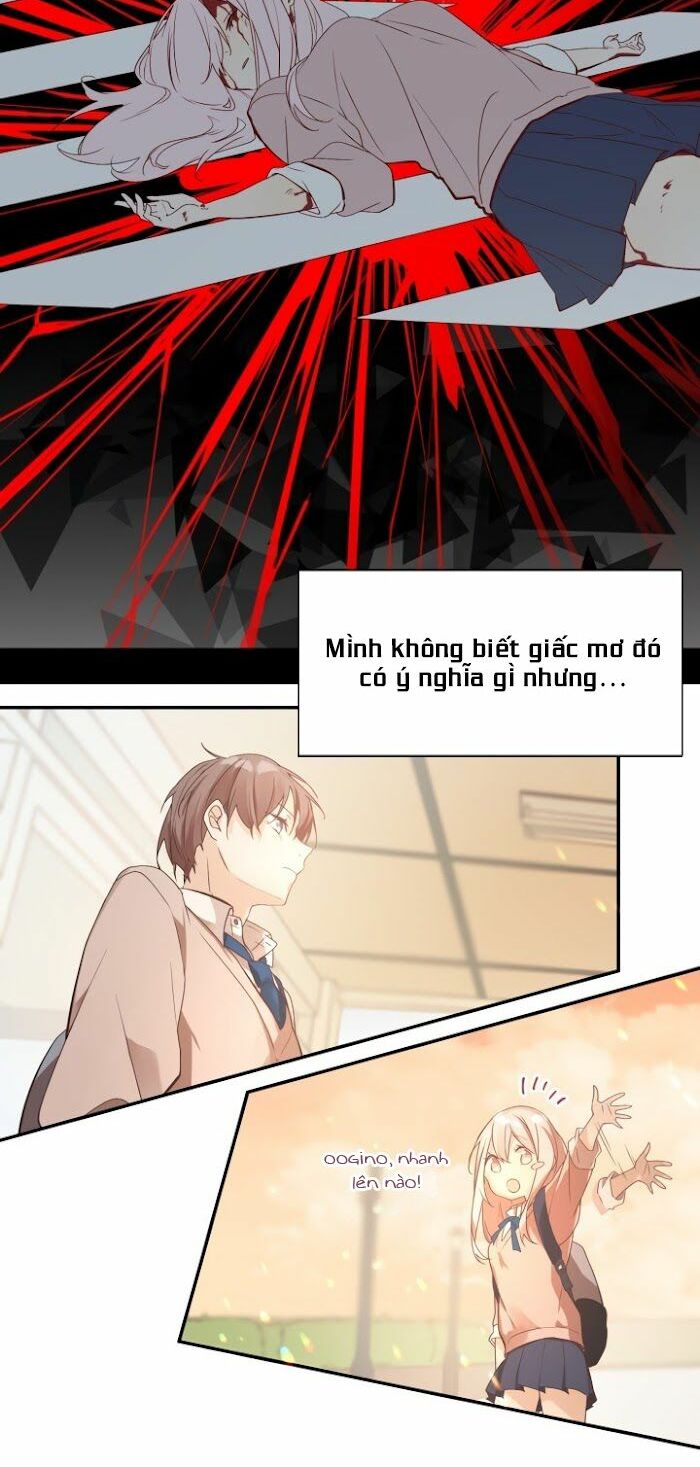 Mình không biết giấc mơ đó
có ý nghĩa gì nhưng...
Oogino, nhanh
lên nào!